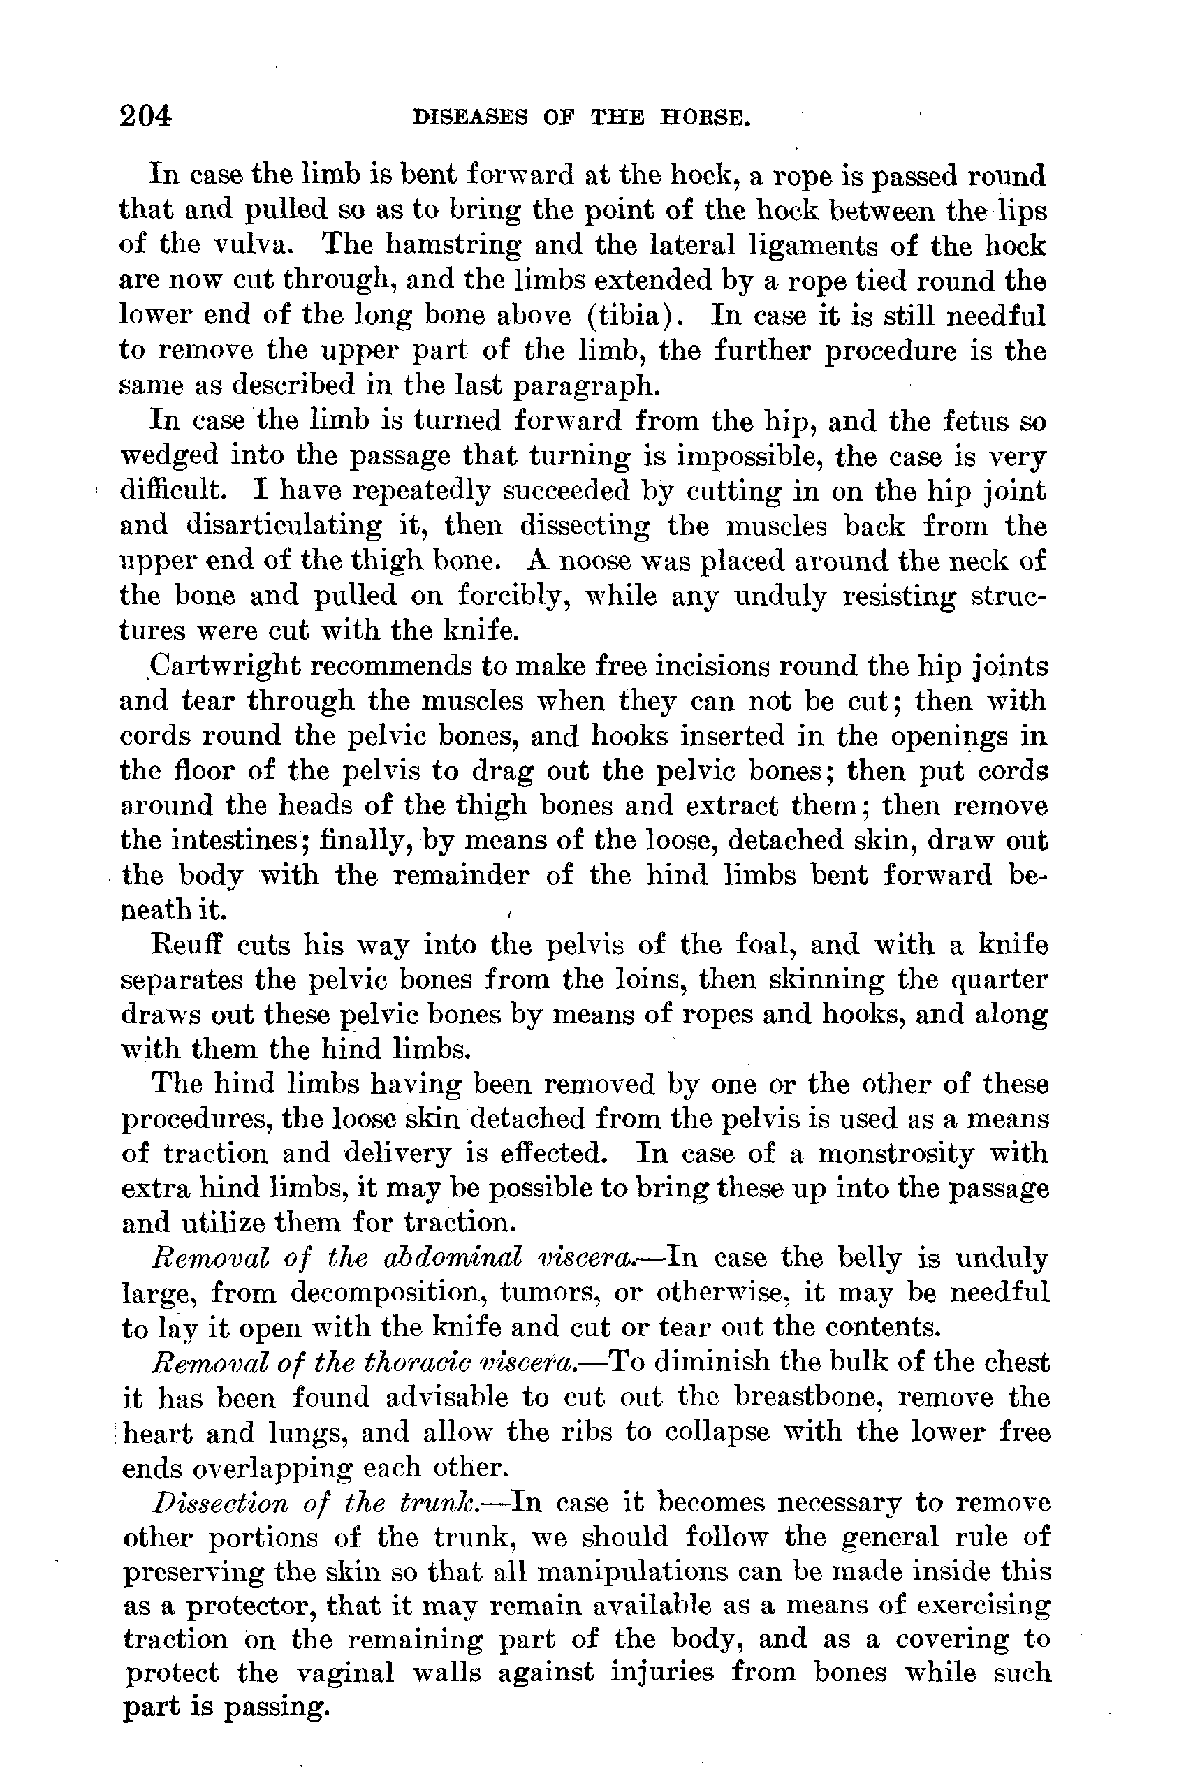 204 DISEASES OF THE HORSE.
In case the limb is bent forward at the hock, a rope is passed round
that and pulled so as to bring the point of the hock between the lips
of the vulva. The hamstring and the lateral ligaments of the hock
are now cut through, and the limbs extended by a rope tied round the
lower end of the long bone above (tibia). In case it is still needful
to remove the upper part of the limb, the further procedure is the
same as described in the last paragraph.
In case the limb is turned forward from the hip, and the fetus so
wedged into the passage that turning is impossible, the case is very
difficult. I have repeatedly succeeded by cutting in on the hip joint
and disarticulating it, then dissecting the muscles back from the
upper end of the thigh bone. A noose was placed around the neck of
the bone and pulled on forcibly, while any unduly resisting struc-
tures were cut with the knife.
Cartwright recommends to make free incisions round the hip joints
and tear through the muscles when they can not be cut; then with
cords round the pelvic bones, and hooks inserted in the openings in
the floor of the pelvis to drag out the pelvic bones; then put cords
around the heads of the thigh bones and extract them; then remove
the intestines; finally, by means of the loose, detached skin, draw out
the body with the remainder of the hind limbs bent forward be-
neath it.
Reuff cuts his way into the pelvis of the foal, and with a knife
separates the pelvic bones from the loins, then skinning the quarter
draws out these pelvic bones by means of ropes and hooks, and along
with them the hind limbs.
The hind limbs having been removed by one or the other of these
procedures, the loose skin detached from the pelvis is used as a means
of traction and delivery is effected. In case of a monstrosity with
extra hind limbs, it may be possible to bring these up into the passage
and utilize them for traction.
Removal of the abdominal viscera.—In case the belly is unduly
large, from decomposition, tumors, or otherwise, it may be needful
to lay it open with the knife and cut or tear out the contents.
Removal of the thoracic viscera.—To diminish the bulk of the chest
it has been found advisable to cut out the breastbone, remove the
heart and lungs, and allow the ribs to collapse with the lower free
ends overlapping each other.
Dissection of the trunk.—In case it becomes necessary to remove
other portions of the trunk, we should follow the general rule of
preserving the skin so that all manipulations can be made inside this
as a protector, that it may remain available as a means of exercising
traction on the remaining part of the body, and as a covering to
protect the vaginal walls against injuries from bones while such
part is passing.